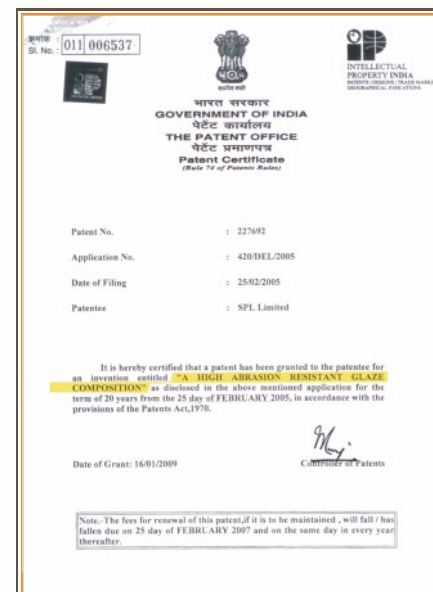 क्रमांक
Sl. No. : 011 006537
INTELLECTUAL
PROPERTY INDIA
PATENTS | DESIGNS | TRADE MARKS
GEOGRAPHICAL INDICATIONS
भारत सरकार
GOVERNMENT OF INDIA
पेटेंट कार्यालय
THE PATENT OFFICE
पेटेंट प्रमाणपत्र
Patent Certificate
(Rule 74 of Patents Rules)
Patent No. : 227692
Application No. : 420/DEL/2005
Date of Filing : 25/02/2005
Patentee : SPL Limited
It is hereby certified that a patent has been granted to the patentee for
an invention entitled "A HIGH ABRASION RESISTANT GLAZE
COMPOSITION" as disclosed in the above mentioned application for the
term of 20 years from the 25 day of FEBRUARY 2005, in accordance with the
provisions of the Patents Act,1970.
Date of Grant: 16/01/2009
Controller of Patents
Note.-The fees for renewal of this patent,if it is to be maintained , will fall / has
fallen due on 25 day of FEBRUARY 2007 and on the same day in every year
thereafter.